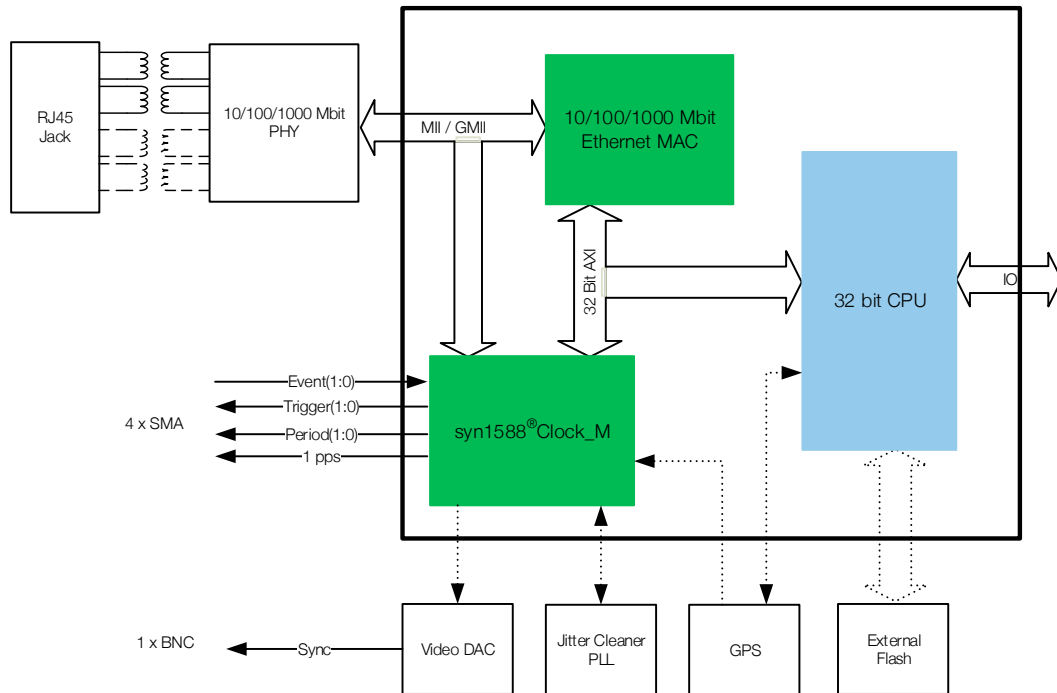 RJ45
Jack
10/100/1000 Mbit
PHY
MII / GMII
10/100/1000 Mbit
Ethernet MAC
32 Bit AXI
32 bit CPU
IO
4 x SMA
Event(1:0)
Trigger(1:0)
Period(1:0)
1 pps
syn1588®Clock_M
1 x BNC
Sync
Video DAC
Jitter Cleaner
PLL
GPS
External
Flash